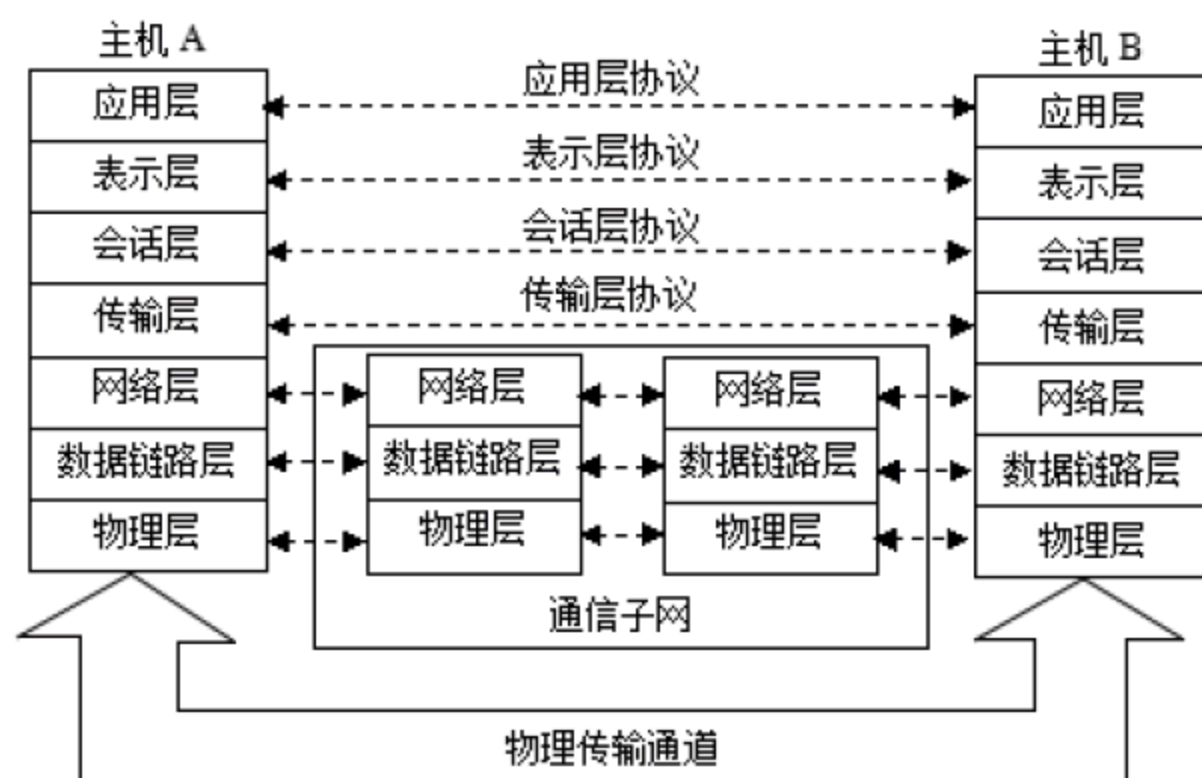 主机 A
主机 B
应用层
应用层协议
应用层
表示层
表示层协议
表示层
会话层
会话层协议
会话层
传输层
传输层协议
传输层
网络层
网络层
网络层
网络层
数据链路层
数据链路层
数据链路层
数据链路层
物理层
物理层
物理层
物理层
通信子网
物理传输通道